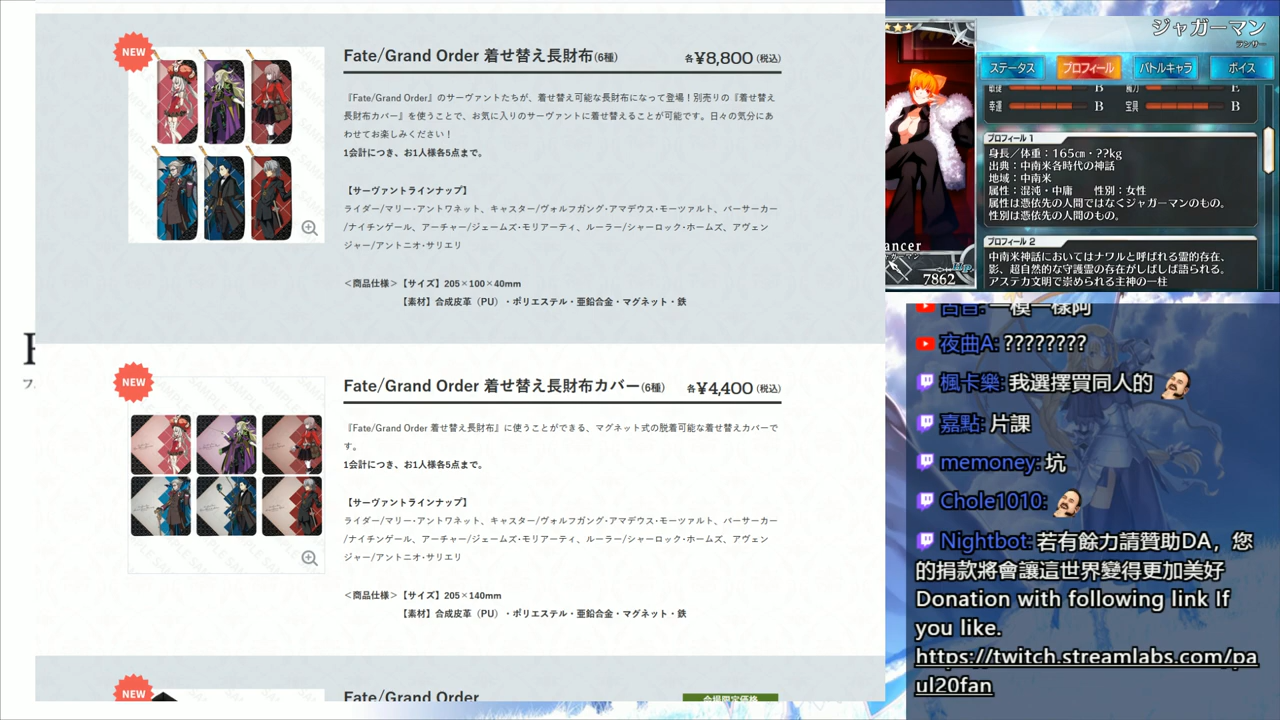 NEW
Fate/Grand Order 着せ替え長財布(6種)
各¥8,800(税込)
『Fate/Grand Order』のサーヴァントたちが、着せ替え可能な長財布になって登場！別売りの『着せ替え
長財布カバー』を使うことで、お気に入りのサーヴァントに着せ替えることが可能です。日々の気分にあ
わせてお楽しみください！
1会計につき、お1人様各5点まで。
【サーヴァントラインナップ】
ライダー/マリー・アントワネット、キャスター/ヴォルフガング・アマデウス・モーツァルト、バーサーカー
/ナイチンゲール、アーチャー/ジェームズ・モリアーティ、ルーラー/シャーロック・ホームズ、アヴェン
ジャー/アントニオ・サリエリ
＜商品仕様＞【サイズ】205×100×40mm
【素材】合成皮革（PU）・ポリエステル・亜鉛合金・マグネット・鉄
NEW
Fate/Grand Order 着せ替え長財布カバー(6種)
各¥4,400(税込)
『Fate/Grand Order 着せ替え長財布』に使うことができる、マグネット式の脱着可能な着せ替えカバーで
す。
1会計につき、お1人様各5点まで。
【サーヴァントラインナップ】
ライダー/マリー・アントワネット、キャスター/ヴォルフガング・アマデウス・モーツァルト、バーサーカー
/ナイチンゲール、アーチャー/ジェームズ・モリアーティ、ルーラー/シャーロック・ホームズ、アヴェン
ジャー/アントニオ・サリエリ
＜商品仕様＞【サイズ】205×140mm
【素材】合成皮革（PU）・ポリエステル・亜鉛合金・マグネット・鉄
NEW
Fate/Grand Order
会場限定価格
ジャガーマン
ランサー
ステータス
プロフィール
バトルキャラ
ボイス
敏捷 B 魔力 E
幸運 B 宝具 B
プロフィール 1
身長／体重：165cm・??kg
出典：中南米各時代の神話
地域：中南米
属性：混沌・中庸　性別：女性
属性は憑依先の人間ではなくジャガーマンのもの。
性別は憑依先の人間のもの。
プロフィール 2
中南米神話においてはナワルと呼ばれる霊的存在、
影、超自然的な守護霊の存在がしばしば語られる。
アステカ文明で崇められる主神の一柱
ancer
ガーマン
7862
一模一樣阿
夜曲A: ????????
楓卡樂: 我選擇買同人的
嘉點: 片課
memoney: 坑
Chole1010:
Nightbot: 若有餘力請贊助DA，您
的捐款將會讓這世界變得更加美好
Donation with following link If
you like.
https://twitch.streamlabs.com/pa
ul20fan